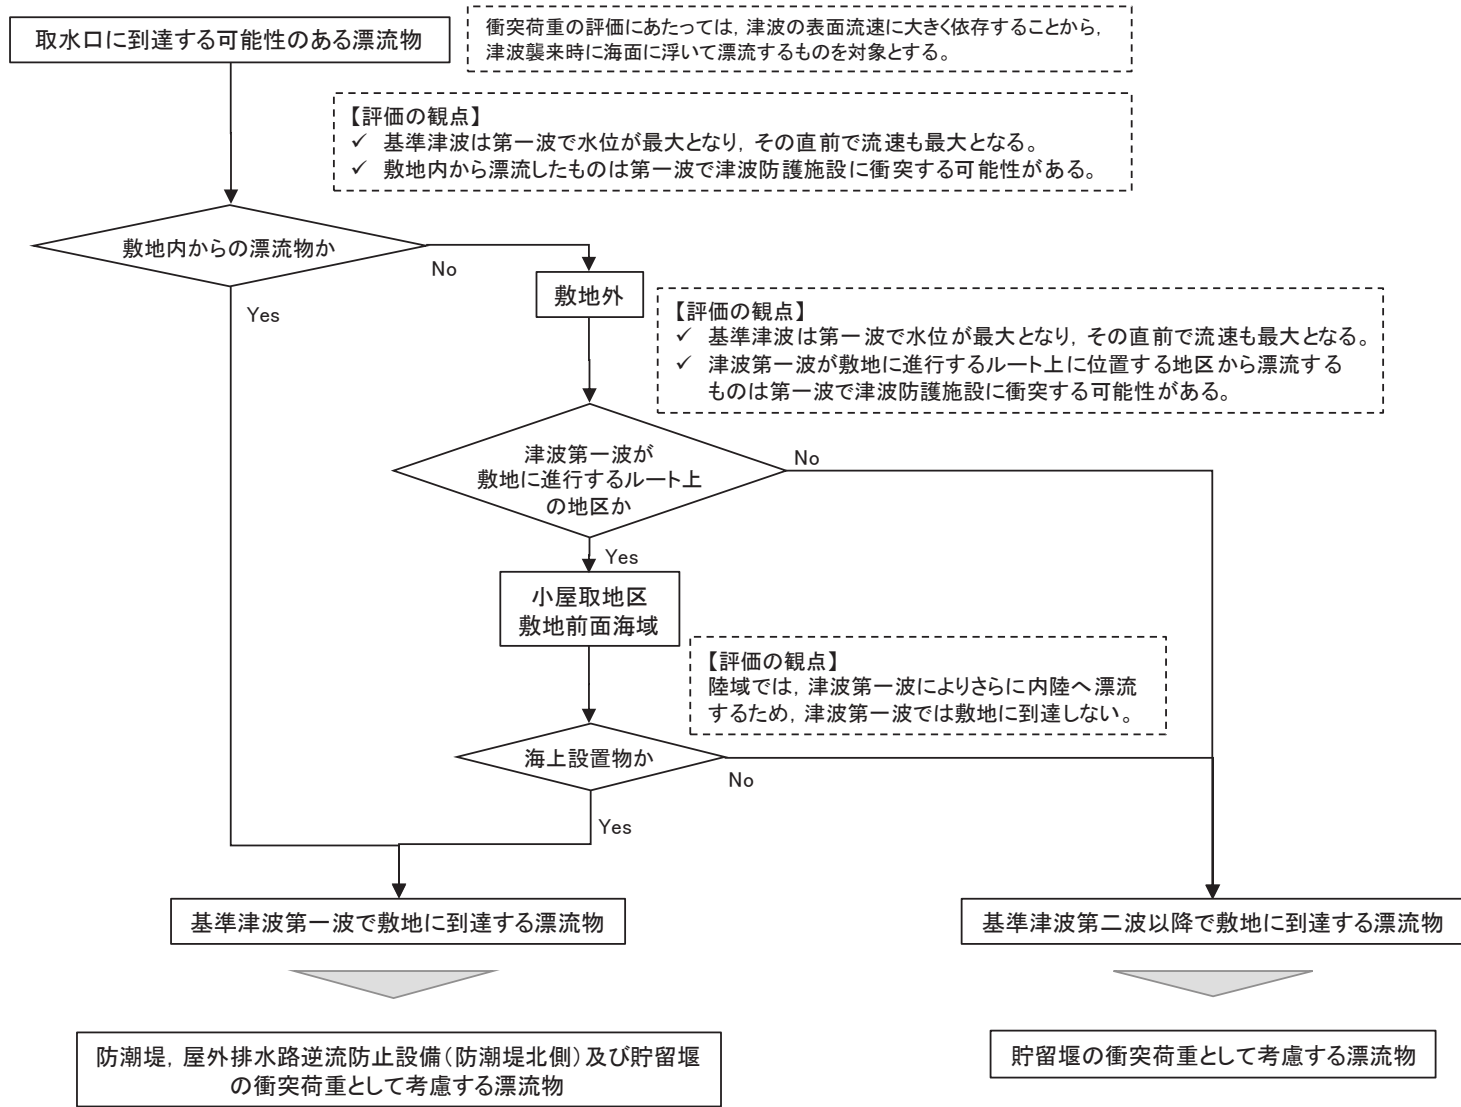 取水口に到達する可能性のある漂流物
衝突荷重の評価にあたっては，津波の表面流速に大きく依存することから，
津波襲来時に海面に浮いて漂流するものを対象とする。
【評価の観点】
✓ 基準津波は第一波で水位が最大となり，その直前で流速も最大となる。
✓ 敷地内から漂流したものは第一波で津波防護施設に衝突する可能性がある。
敷地内からの漂流物か
No
Yes
敷地外
【評価の観点】
✓ 基準津波は第一波で水位が最大となり，その直前で流速も最大となる。
✓ 津波第一波が敷地に進行するルート上に位置する地区から漂流する
ものは第一波で津波防護施設に衝突する可能性がある。
津波第一波が
敷地に進行するルート上
の地区か
No
Yes
小屋取地区
敷地前面海域
【評価の観点】
陸域では，津波第一波によりさらに内陸へ漂流
するため，津波第一波では敷地に到達しない。
海上設置物か
No
Yes
基準津波第一波で敷地に到達する漂流物
基準津波第二波以降で敷地に到達する漂流物
防潮堤，屋外排水路逆流防止設備（防潮堤北側）及び貯留堰
の衝突荷重として考慮する漂流物
貯留堰の衝突荷重として考慮する漂流物